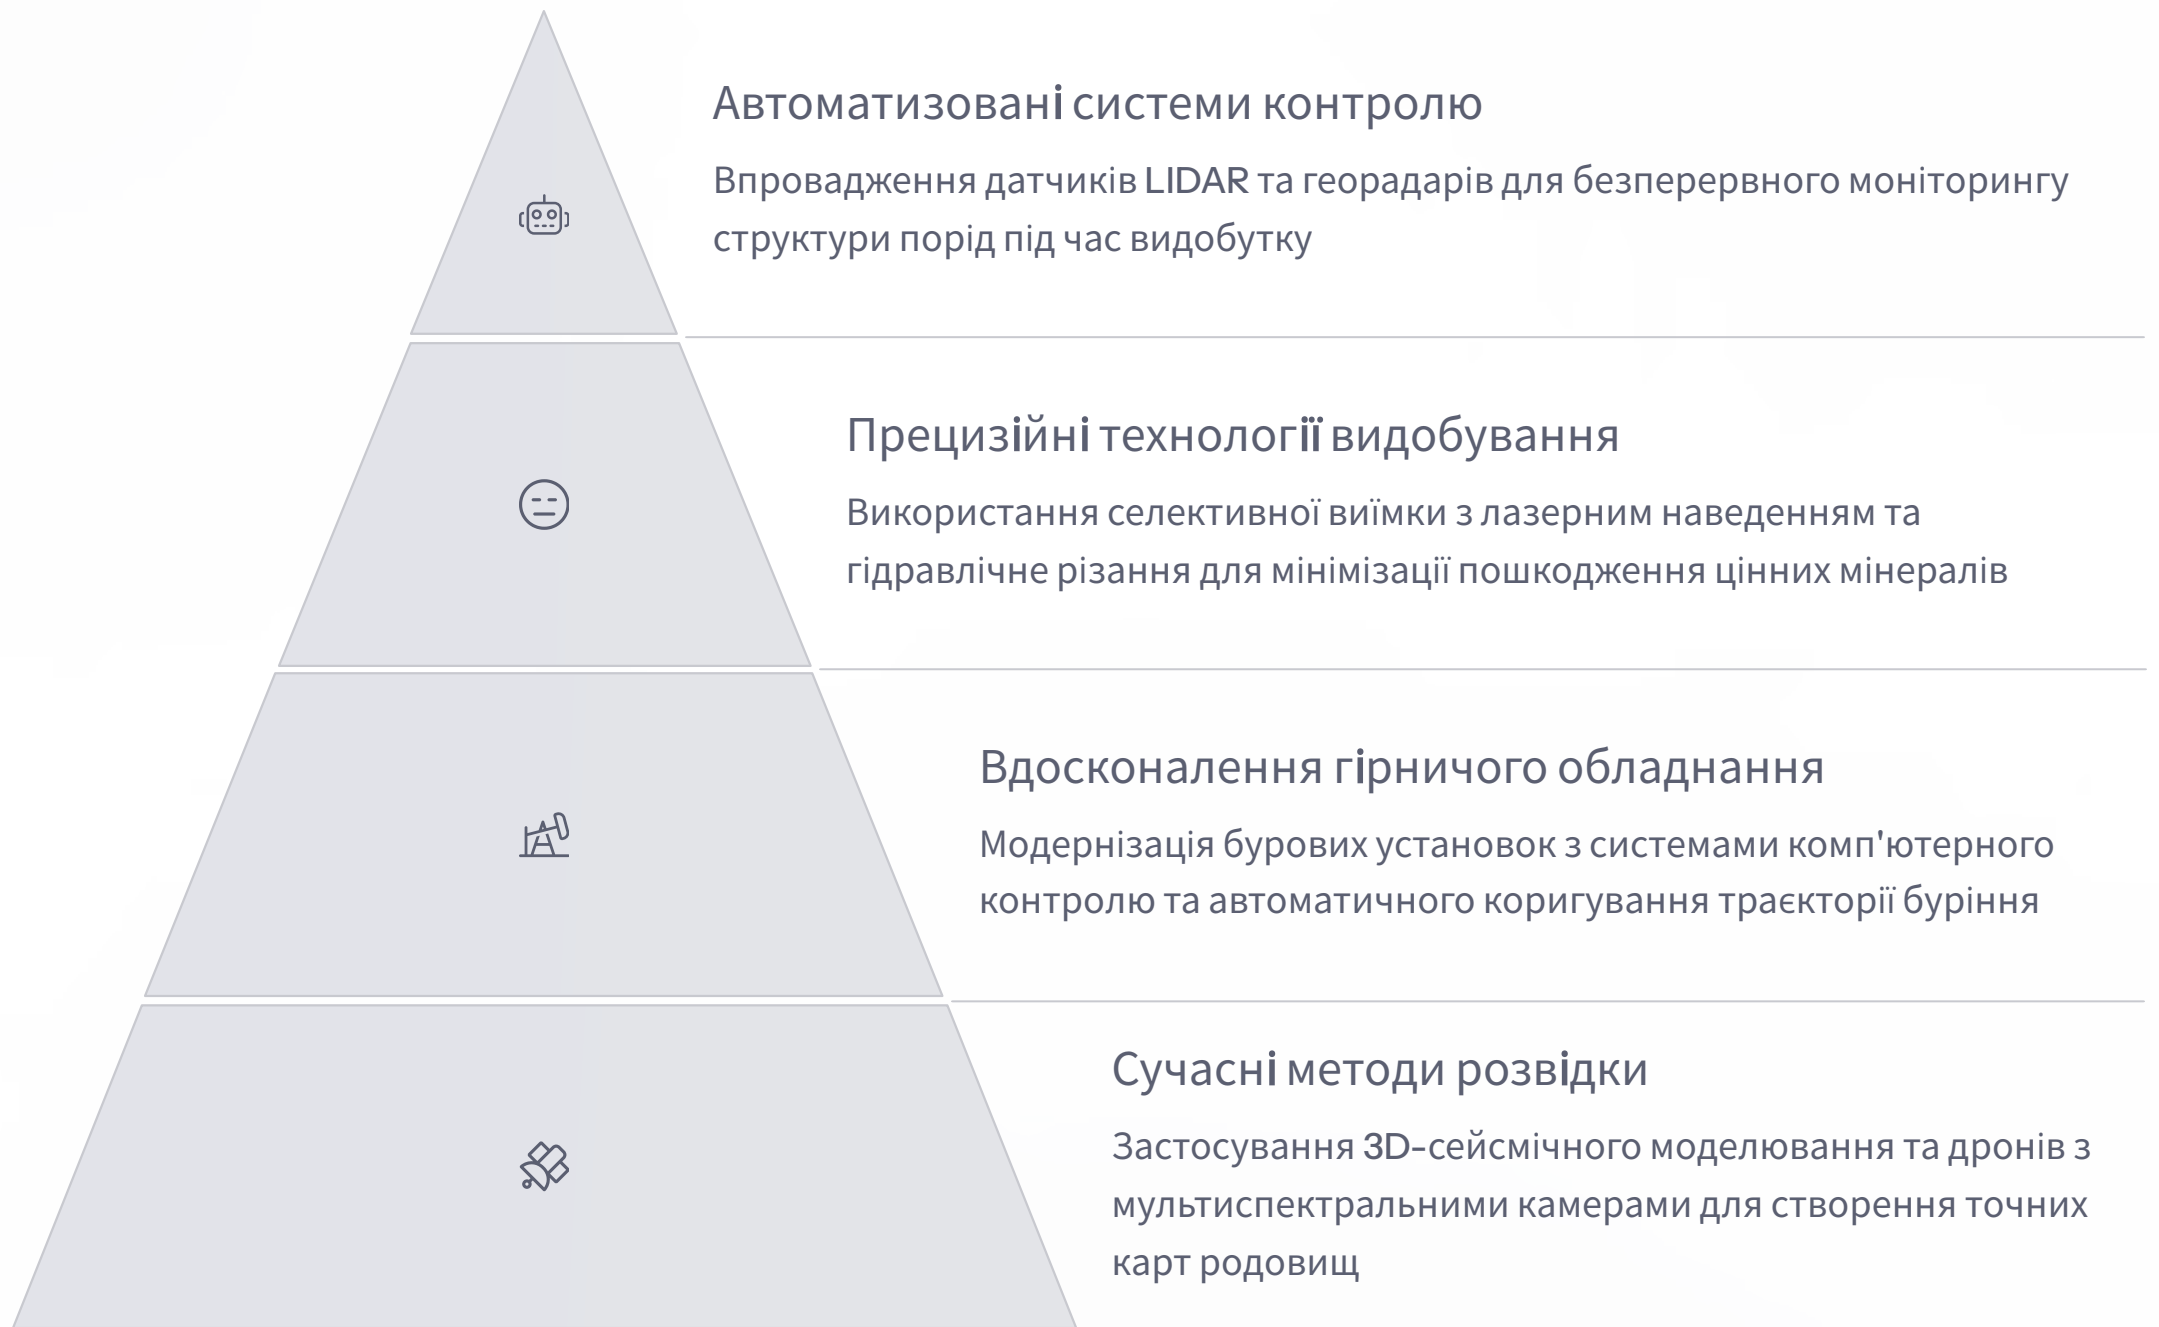 Автоматизовані системи контролю
Впровадження датчиків LIDAR та георадарів для безперервного моніторингу
структури порід під час видобутку
Прецизійні технології видобування
Використання селективної виїмки з лазерним наведенням та
гідравлічне різання для мінімізації пошкодження цінних мінералів
Вдосконалення гірничого обладнання
Модернізація бурових установок з системами комп'ютерного
контролю та автоматичного коригування траєкторії буріння
Сучасні методи розвідки
Застосування 3D-сейсмічного моделювання та дронів з
мультиспектральними камерами для створення точних
карт родовищ